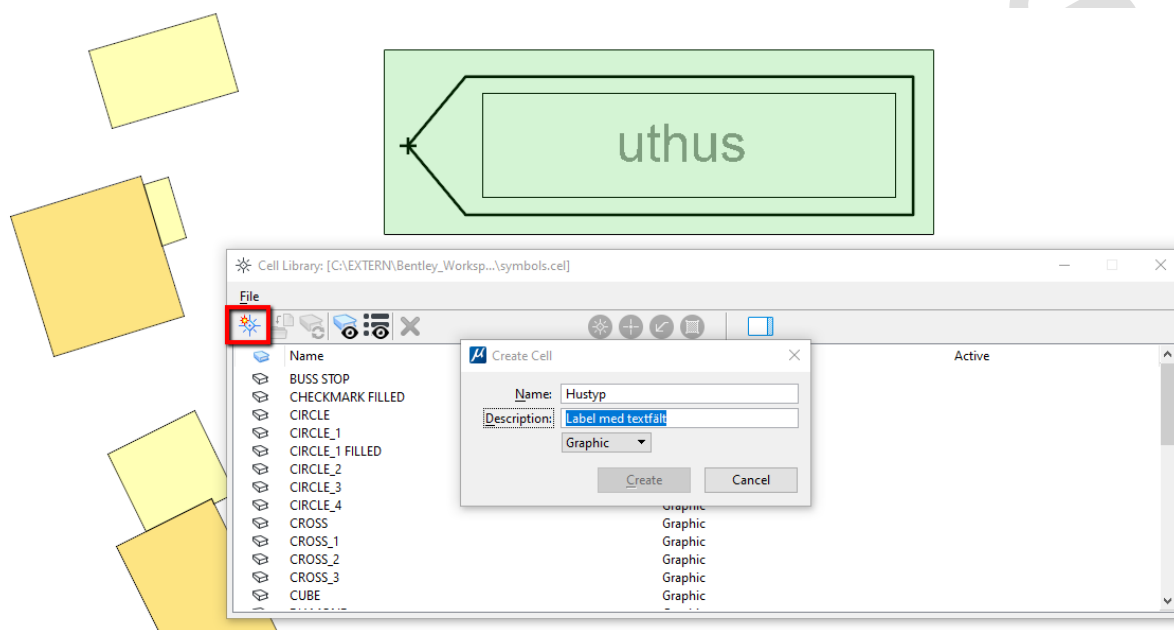 uthus
Cell Library: [C:\EXTERN\Bentley_Worksp...\symbols.cel]
File
Name
Active
Create Cell
Name: Hustyp
Description: Label med textfält
Graphic
Create Cancel
BUSS STOP
CHECKMARK FILLED
CIRCLE
CIRCLE_1
CIRCLE_1 FILLED
CIRCLE_2
CIRCLE_3
CIRCLE_4 Graphic
CROSS Graphic
CROSS_1 Graphic
CROSS_2 Graphic
CROSS_3 Graphic
CUBE Graphic